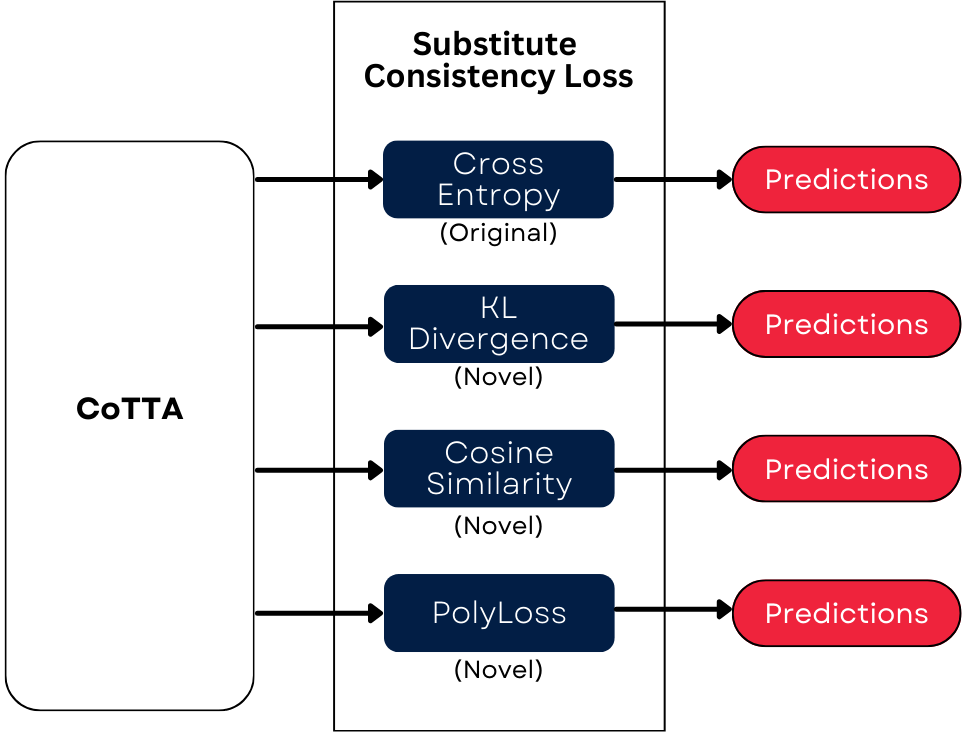 Substitute
Consistency Loss
CoTTA
Cross
Entropy
(Original)
Predictions
KL
Divergence
(Novel)
Predictions
Cosine
Similarity
(Novel)
Predictions
PolyLoss
(Novel)
Predictions